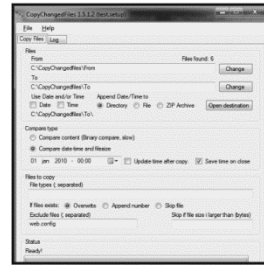 CopyChangedFiles 1.5.1.2 (test.setup)
File Help
Copy Files Log
Files
From Files found: 6
C:\CopyChangedfiles\from Change
To
C:\CopyChangedFiles\To Change
Use Date and/or Time Append Date/Time to
Date Time Directory File ZIP Archive Open destination
C:\CopyChangedFiles\To\
Compare type
Compare content (Binary compare, slow)
Compare date-time and filesize
01 jan 2010 - 00:00 Update time after copy Save time on close
Files to copy
File types (, separated)
If files exists: Overwrite Append number Skip file
Exclude files (, separated) Skip if file size i larger than (bytes)
web.config
Status
Ready!